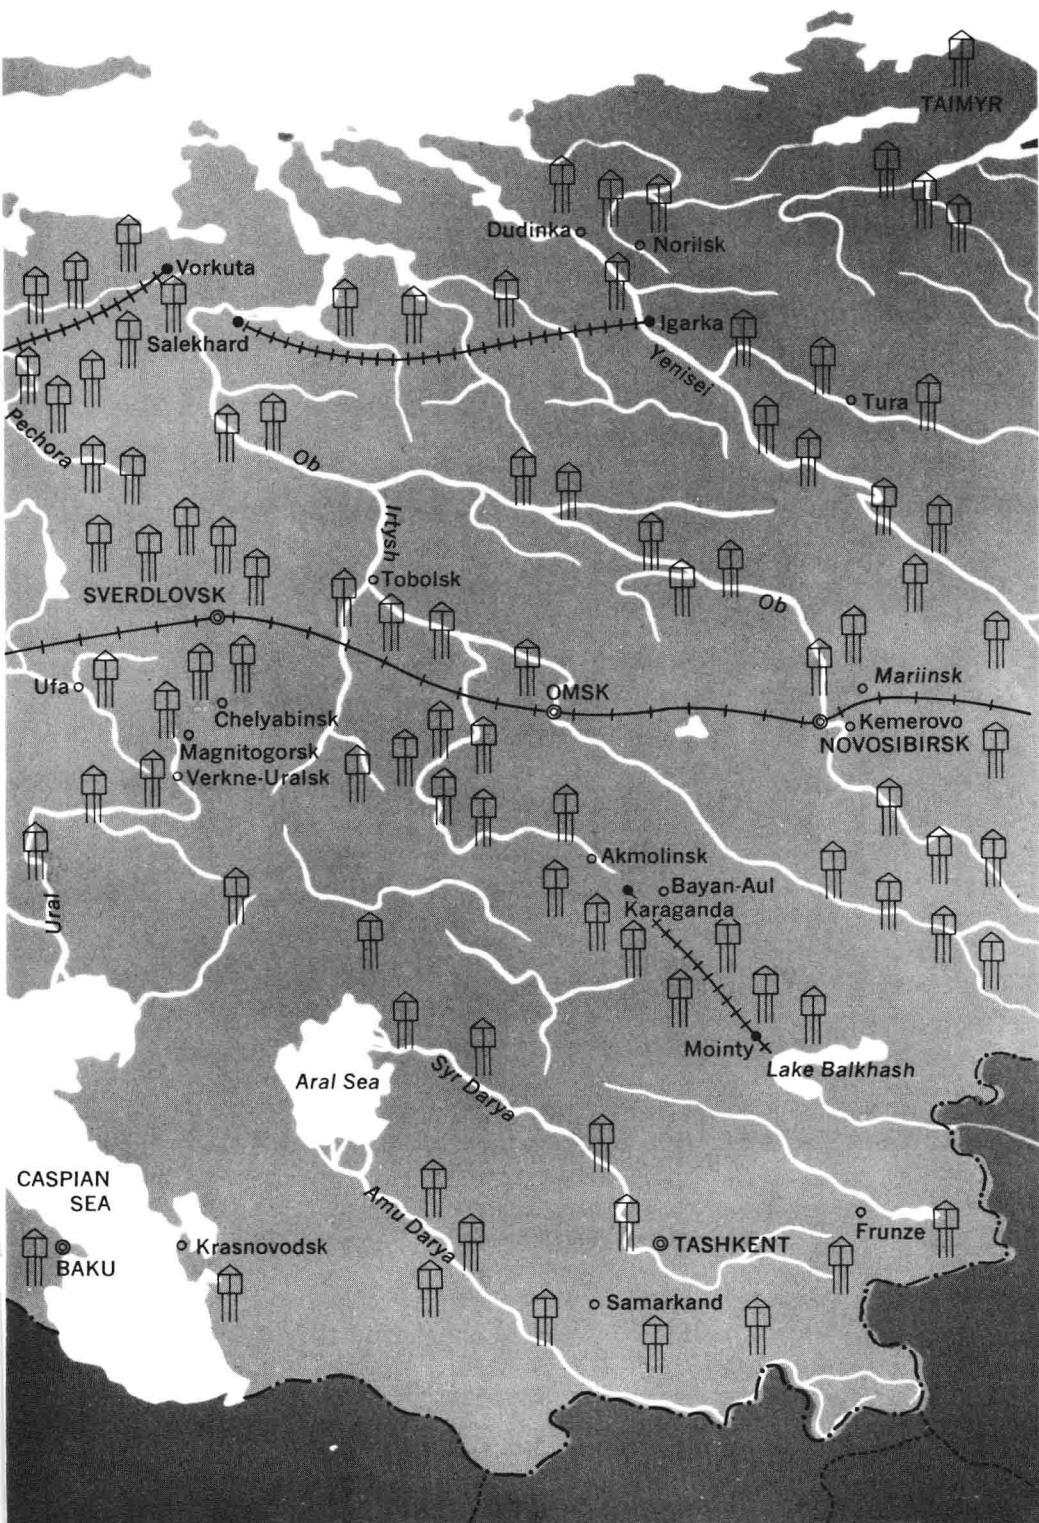 TAIMYR
Dudinka
Norilsk
Vorkuta
Salekhard
Igarka
Yenisei
Tura
Pechora
Ob
Irtysh
Tobolsk
SVERDLOVSK
Ob
Mariinsk
Ufa
OMSK
Chelyabinsk
Kemerovo
NOVOSIBIRSK
Magnitogorsk
Verkne-Uralsk
Akmolinsk
Bayan-Aul
Karaganda
Ural
Mointy
Lake Balkhash
Aral Sea
Syr Darya
CASPIAN
SEA
Amu Darya
Frunze
Krasnovodsk
TASHKENT
BAKU
Samarkand